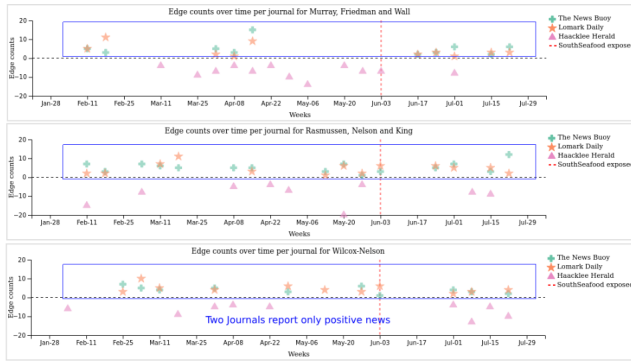 Edge counts over time per journal for Murray, Friedman and Wall
Edge counts
20
10
0
−10
−20
Jan-28 Feb-11 Feb-25 Mar-11 Mar-25 Apr-08 Apr-22 May-06 May-20 Jun-03 Jun-17 Jul-01 Jul-15 Jul-29
Weeks
The News Buoy
Lomark Daily
Haacklee Herald
SouthSeafood expose
Edge counts over time per journal for Rasmussen, Nelson and King
Edge counts
20
10
0
−10
−20
Jan-28 Feb-11 Feb-25 Mar-11 Mar-25 Apr-08 Apr-22 May-06 May-20 Jun-03 Jun-17 Jul-01 Jul-15 Jul-29
Weeks
The News Buoy
Lomark Daily
Haacklee Herald
SouthSeafood expose
Edge counts over time per journal for Wilcox-Nelson
Edge counts
20
10
0
−10
−20
Two Journals report only positive news
Jan-28 Feb-11 Feb-25 Mar-11 Mar-25 Apr-08 Apr-22 May-06 May-20 Jun-03 Jun-17 Jul-01 Jul-15 Jul-29
Weeks
The News Buoy
Lomark Daily
Haacklee Herald
SouthSeafood expose